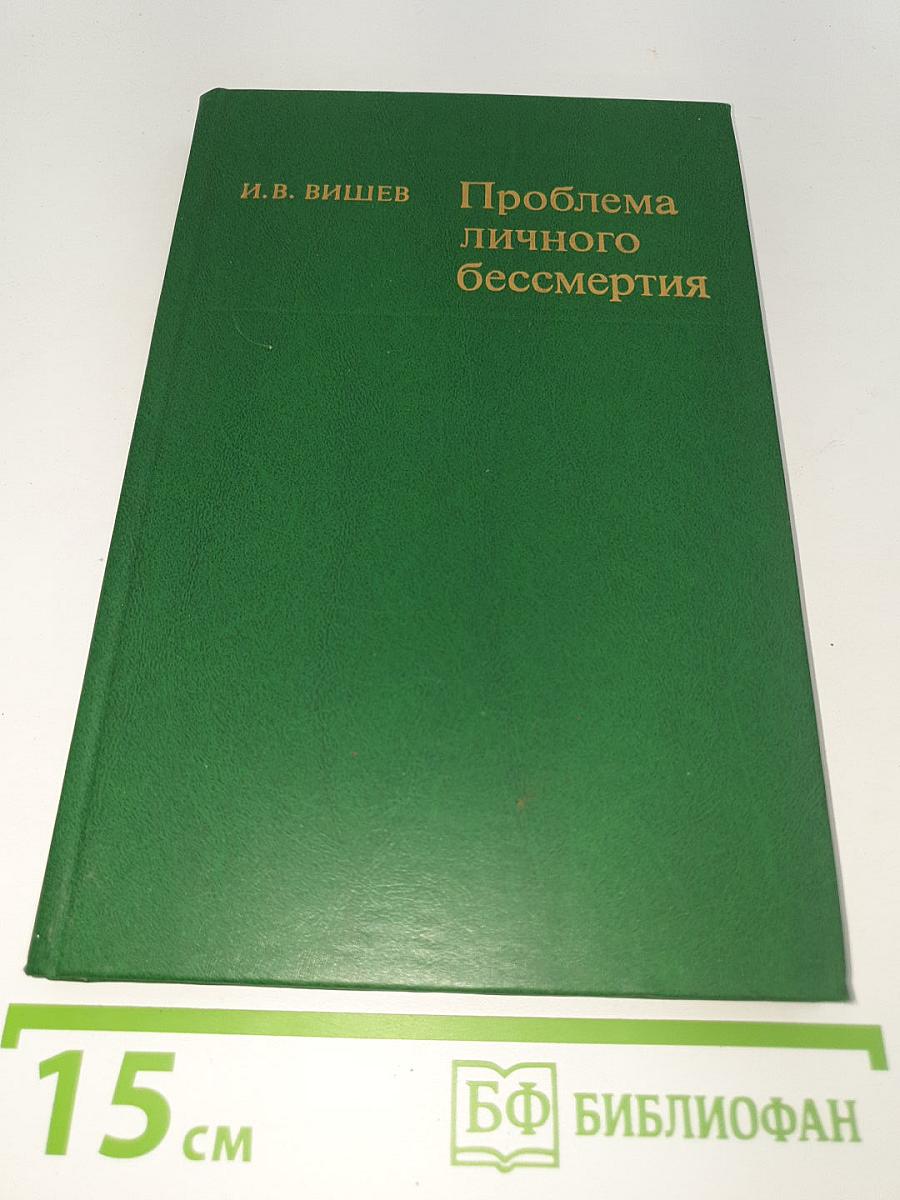 И. В. ВИШЕВ
Проблема
личного
бессмертия
15 см
БФ БИБЛИОФАН